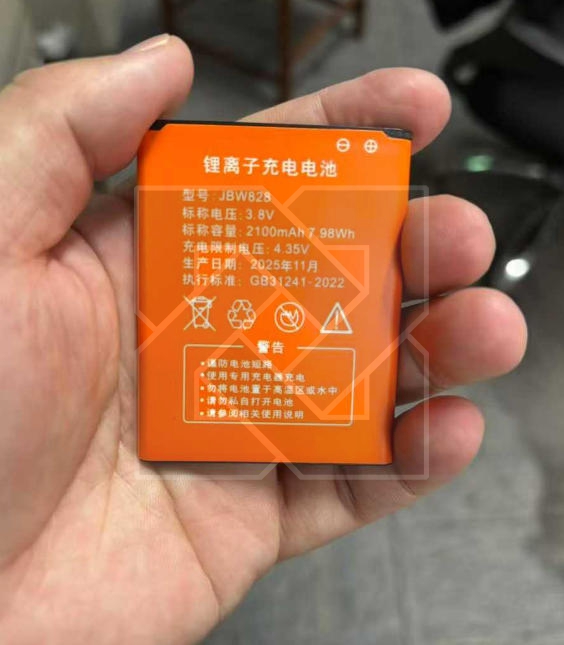 ⊖ ⊕
锂离子充电电池
型号: JBW828
标称电压: 3.8V
标称容量: 2100mAh 7.98Wh
充电限制电压: 4.35V
生产日期: 2025年11月
执行标准: GB31241-2022
警告
•谨防电池短路
•使用专用充电器充电
•勿将电池置于高温区或水中
•请勿私自打开电池
•请参阅相关使用说明